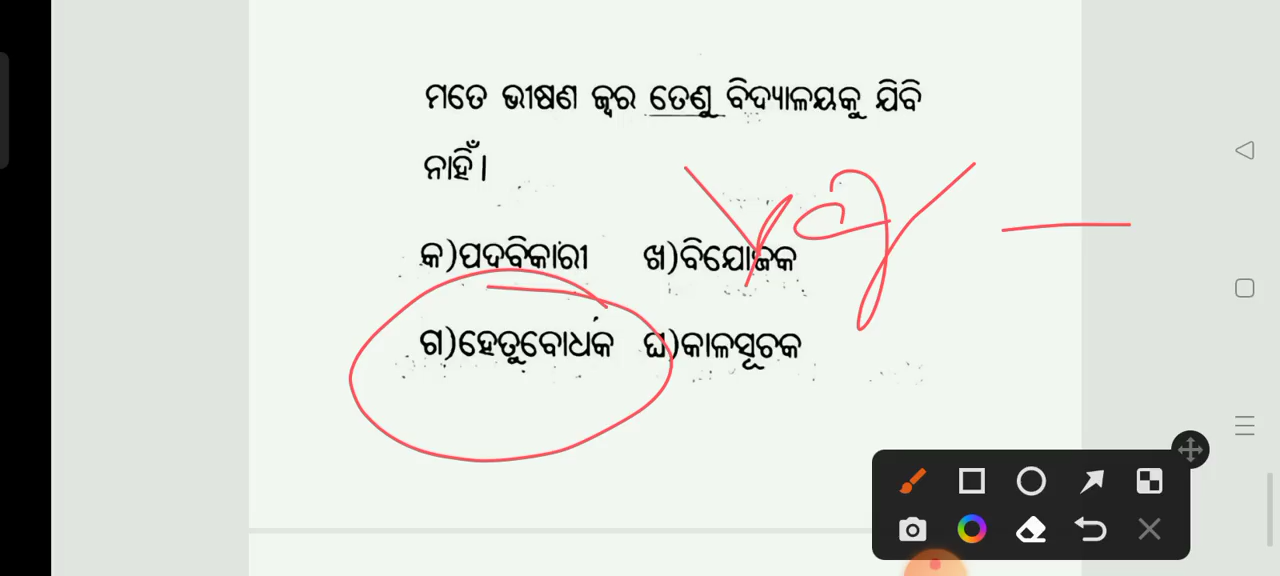 ମତେ ଭୀଷଣ ଜ୍ୱର ତେଣୁ ବିଦ୍ୟାଳୟକୁ ଯିବି
ନାହିଁ।
କ)ପଦବିକାରୀ ଖ)ବିଯୋଜକ
ଗ)ହେତୁବୋଧକ ଘ)କାଳସୂଚକ